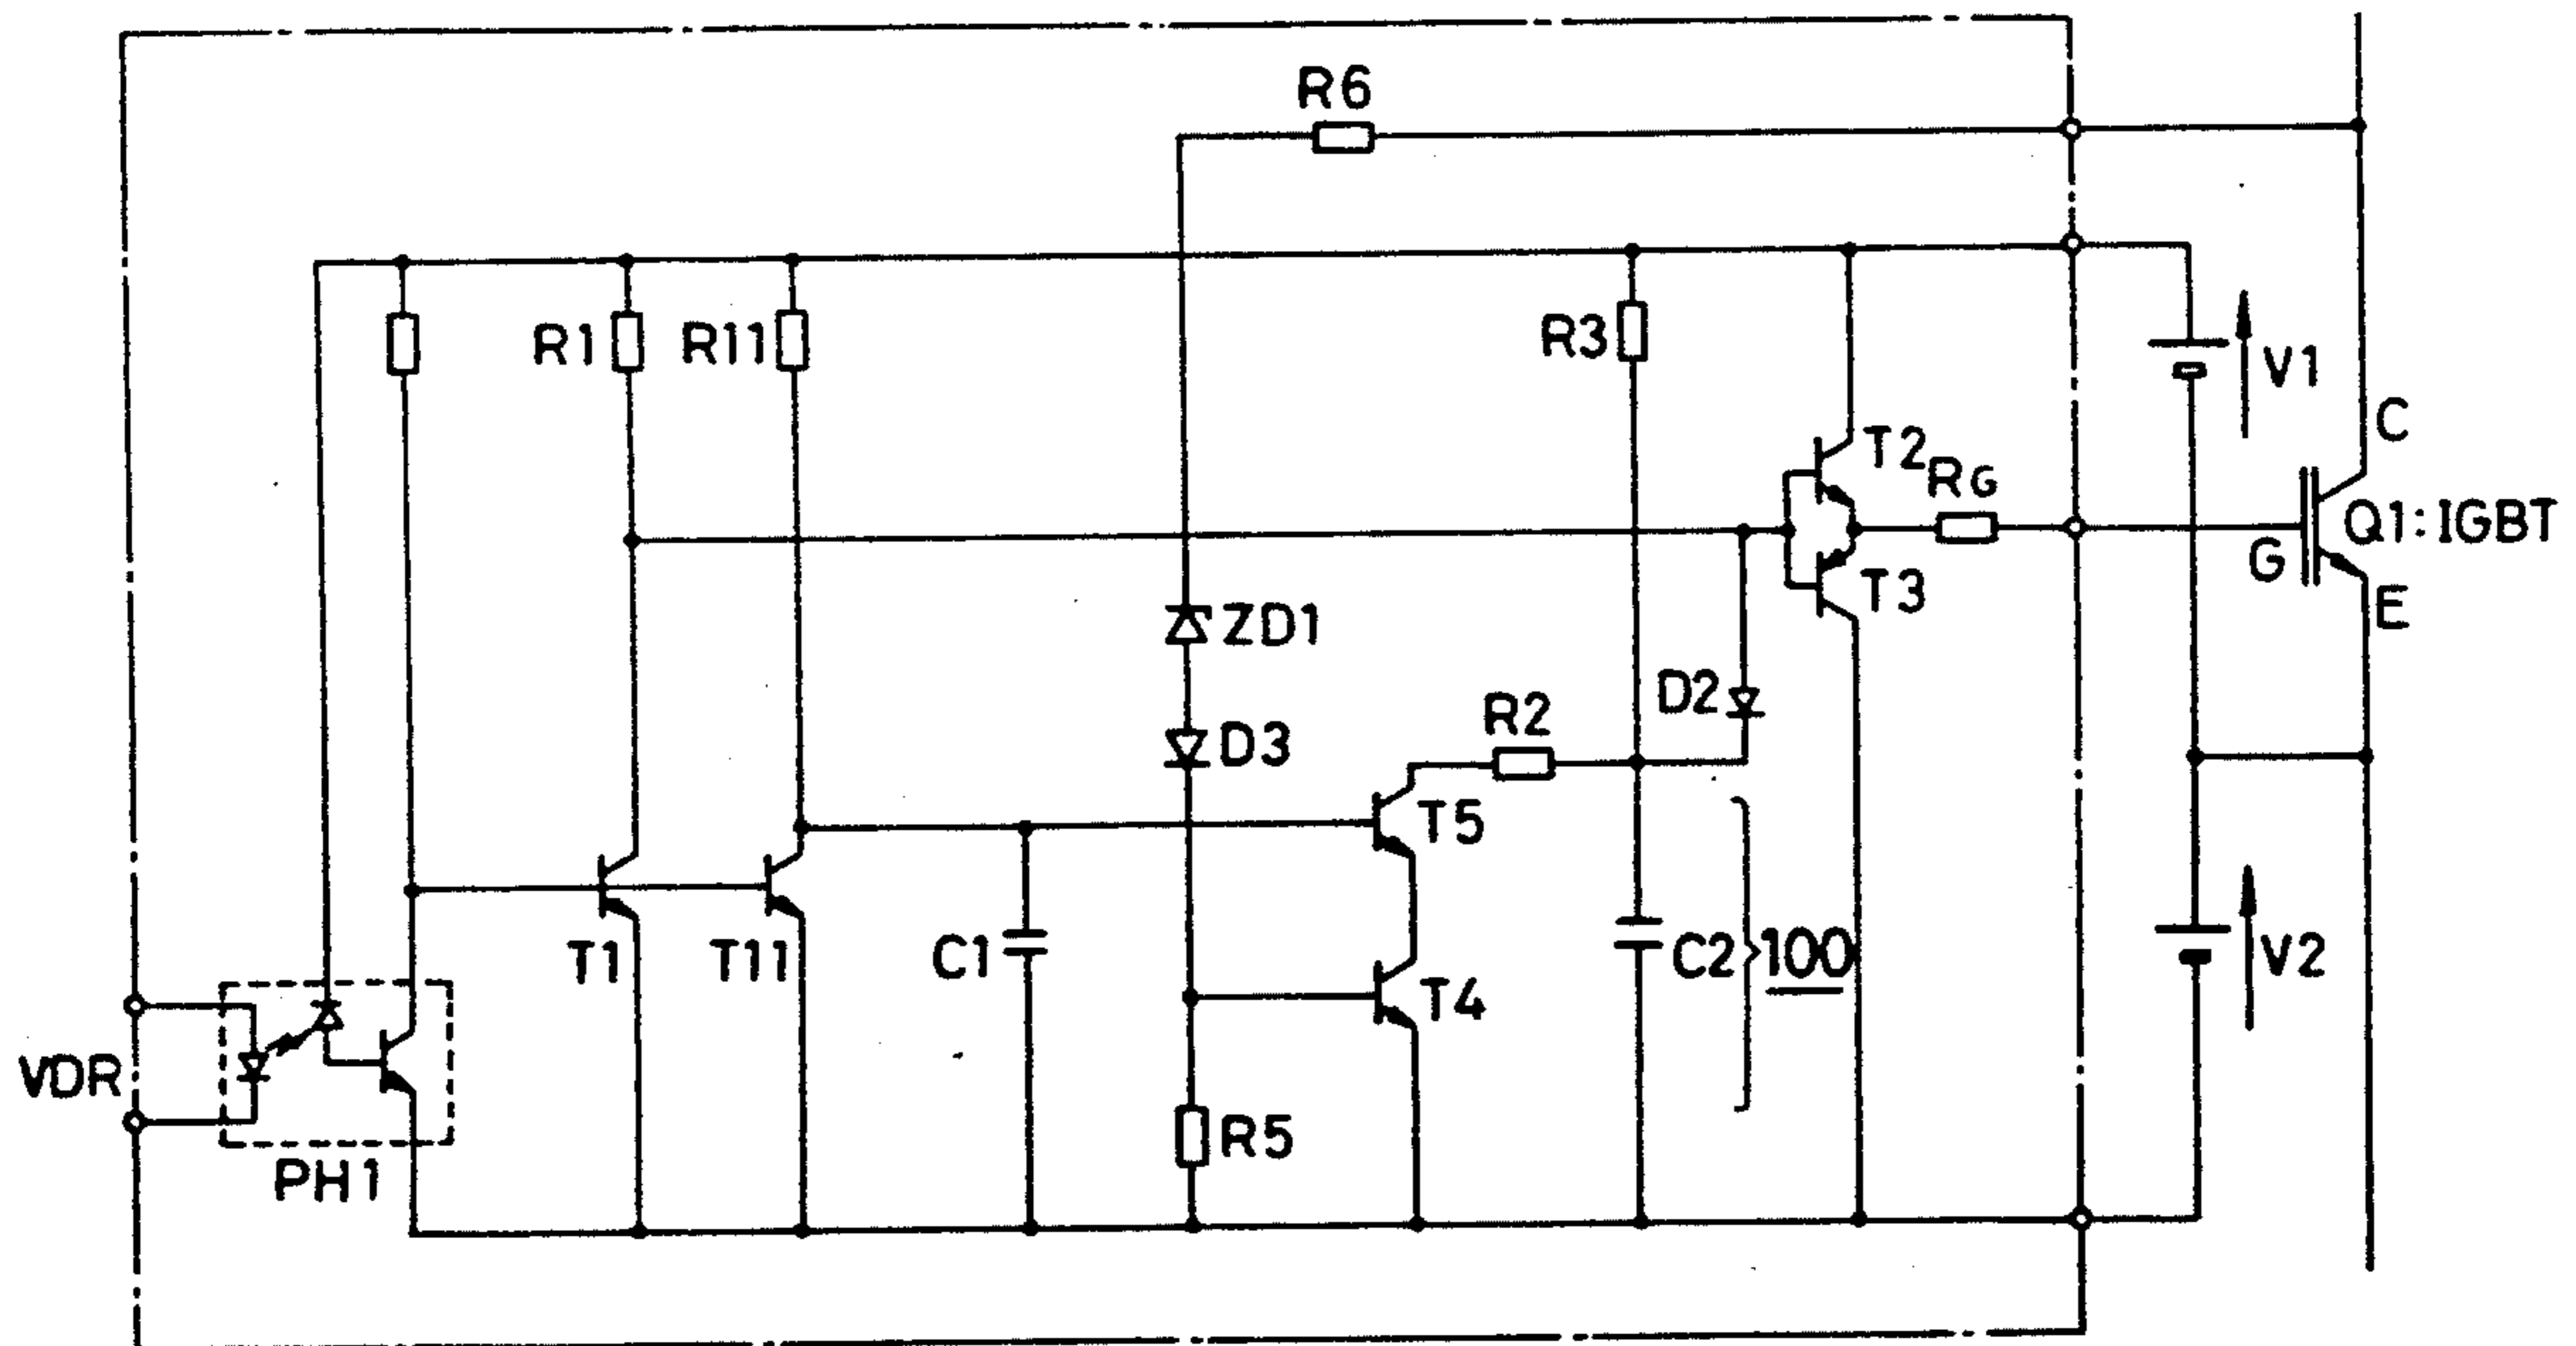 R6
R1
R11
R3
V1
C
T2
RG
Q1:IGBT
G
T3
E
ZD1
D2
R2
D3
T5
T1
T11
C1
C2
100
V2
T4
VDR
R5
PH1